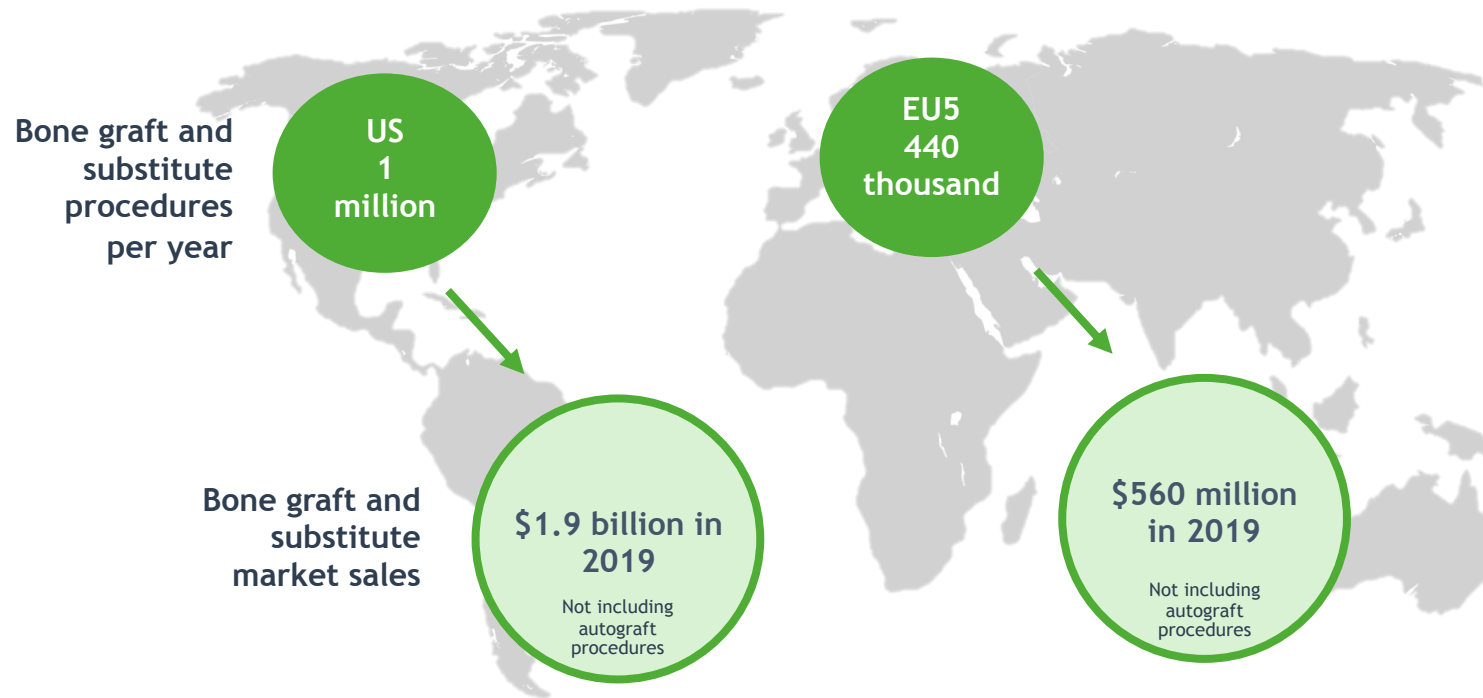 Bone graft and
substitute
procedures
per year
US
1
million
EU5
440
thousand
Bone graft and
substitute
market sales
$1.9 billion in
2019
Not including
autograft
procedures
$560 million
in 2019
Not including
autograft
procedures